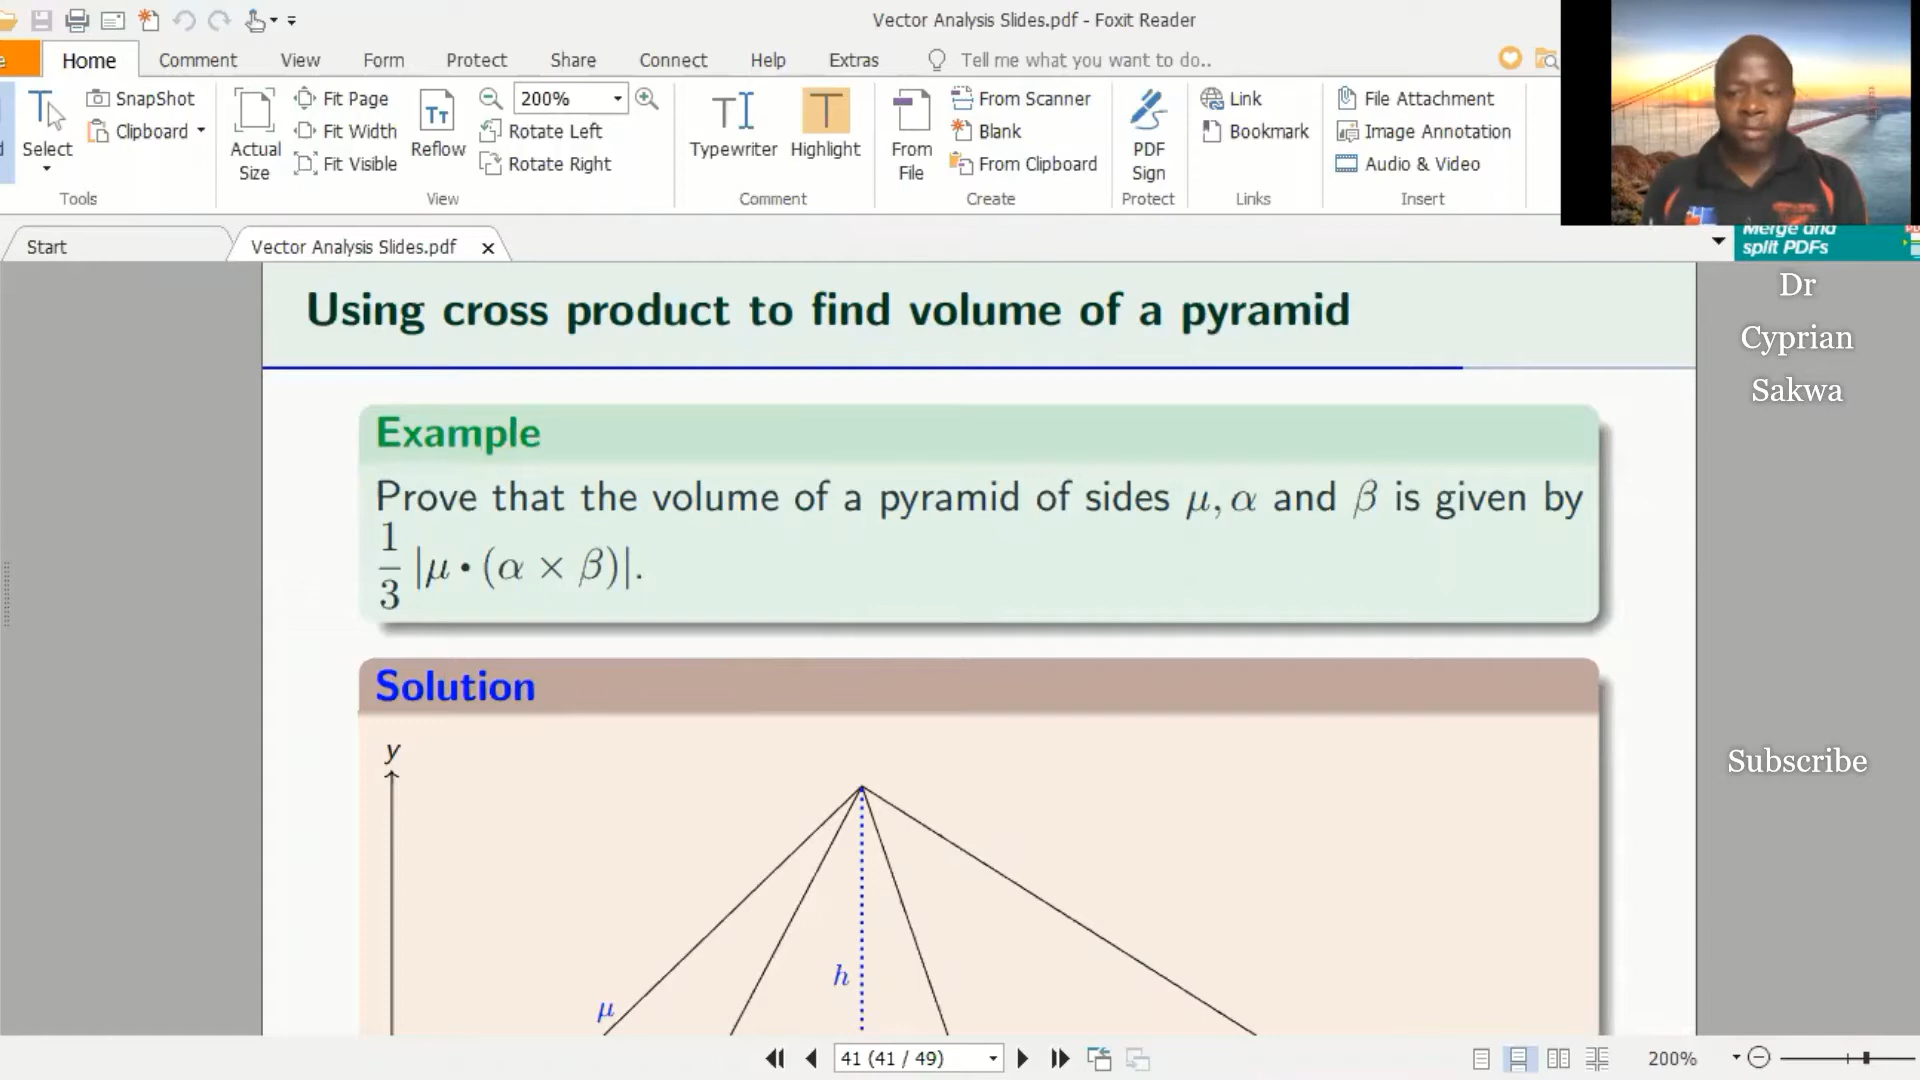 Vector Analysis Slides.pdf - Foxit Reader
Home Comment View Form Protect Share Connect Help Extras Tell me what you want to do..
SnapShot Fit Page 200% From Scanner Link File Attachment
Clipboard Fit Width Rotate Left Blank Bookmark Image Annotation
Select Actual Size Fit Visible Reflow Rotate Right Typewriter Highlight From File From Clipboard PDF Sign Audio & Video
Tools View Comment Create Protect Links Insert
Start Vector Analysis Slides.pdf
Merge and
split PDFs
Using cross product to find volume of a pyramid
Example
Prove that the volume of a pyramid of sides μ, α and β is given by
1/3 |μ • (α × β)|.
Solution
y
h
μ
Dr
Cyprian
Sakwa
Subscribe
41 (41 / 49) 200%